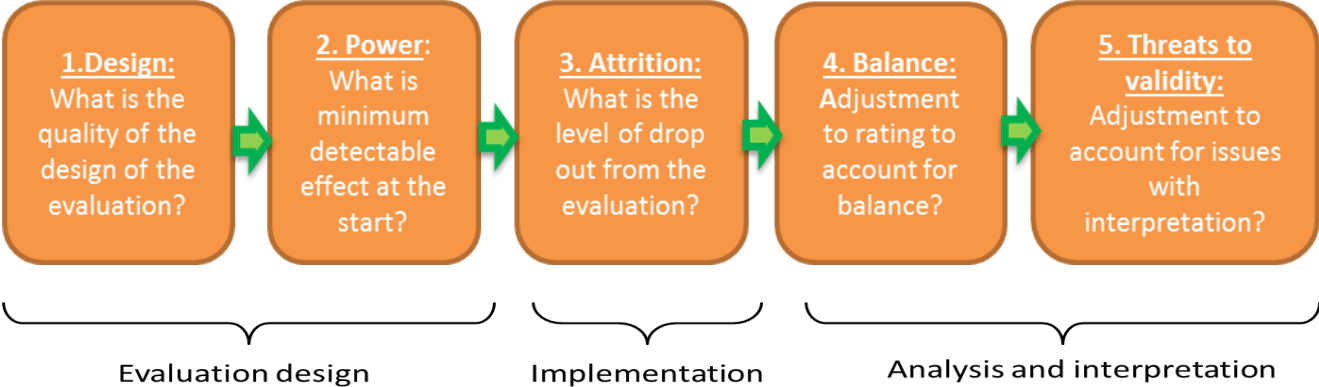 1.Design:
What is the
quality of the
design of the
evaluation?
2. Power:
What is
minimum
detectable
effect at the
start?
3. Attrition:
What is the
level of drop
out from the
evaluation?
4. Balance:
Adjustment
to rating to
account for
balance?
5. Threats to
validity:
Adjustment to
account for issues
with
interpretation?
Evaluation design
Implementation
Analysis and interpretation